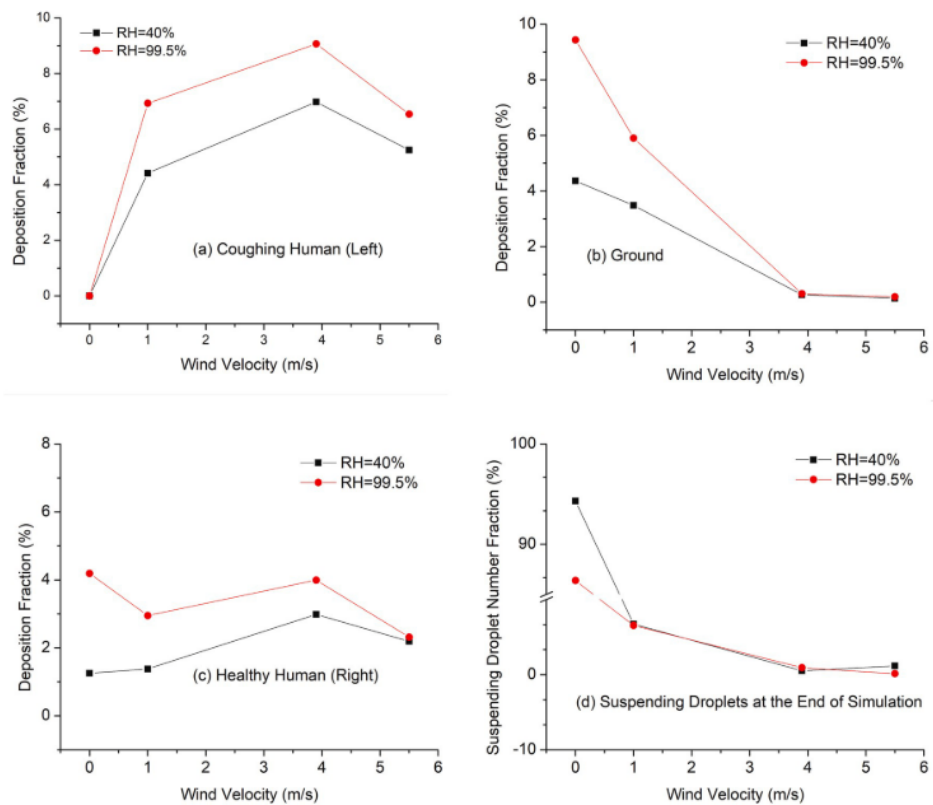 10
8
6
4
2
0
Deposition Fraction (%)
RH=40%
RH=99.5%
(a) Coughing Human (Left)
0 1 2 3 4 5 6
Wind Velocity (m/s)
10
8
6
4
2
0
Deposition Fraction (%)
RH=40%
RH=99.5%
(b) Ground
0 1 2 3 4 5 6
Wind Velocity (m/s)
8
6
4
2
0
Deposition Fraction (%)
RH=40%
RH=99.5%
(c) Healthy Human (Right)
0 1 2 3 4 5 6
Wind Velocity (m/s)
100
90
0
-10
Suspending Droplet Number Fraction (%)
RH=40%
RH=99.5%
(d) Suspending Droplets at the End of Simulation
0 1 2 3 4 5 6
Wind Velocity (m/s)